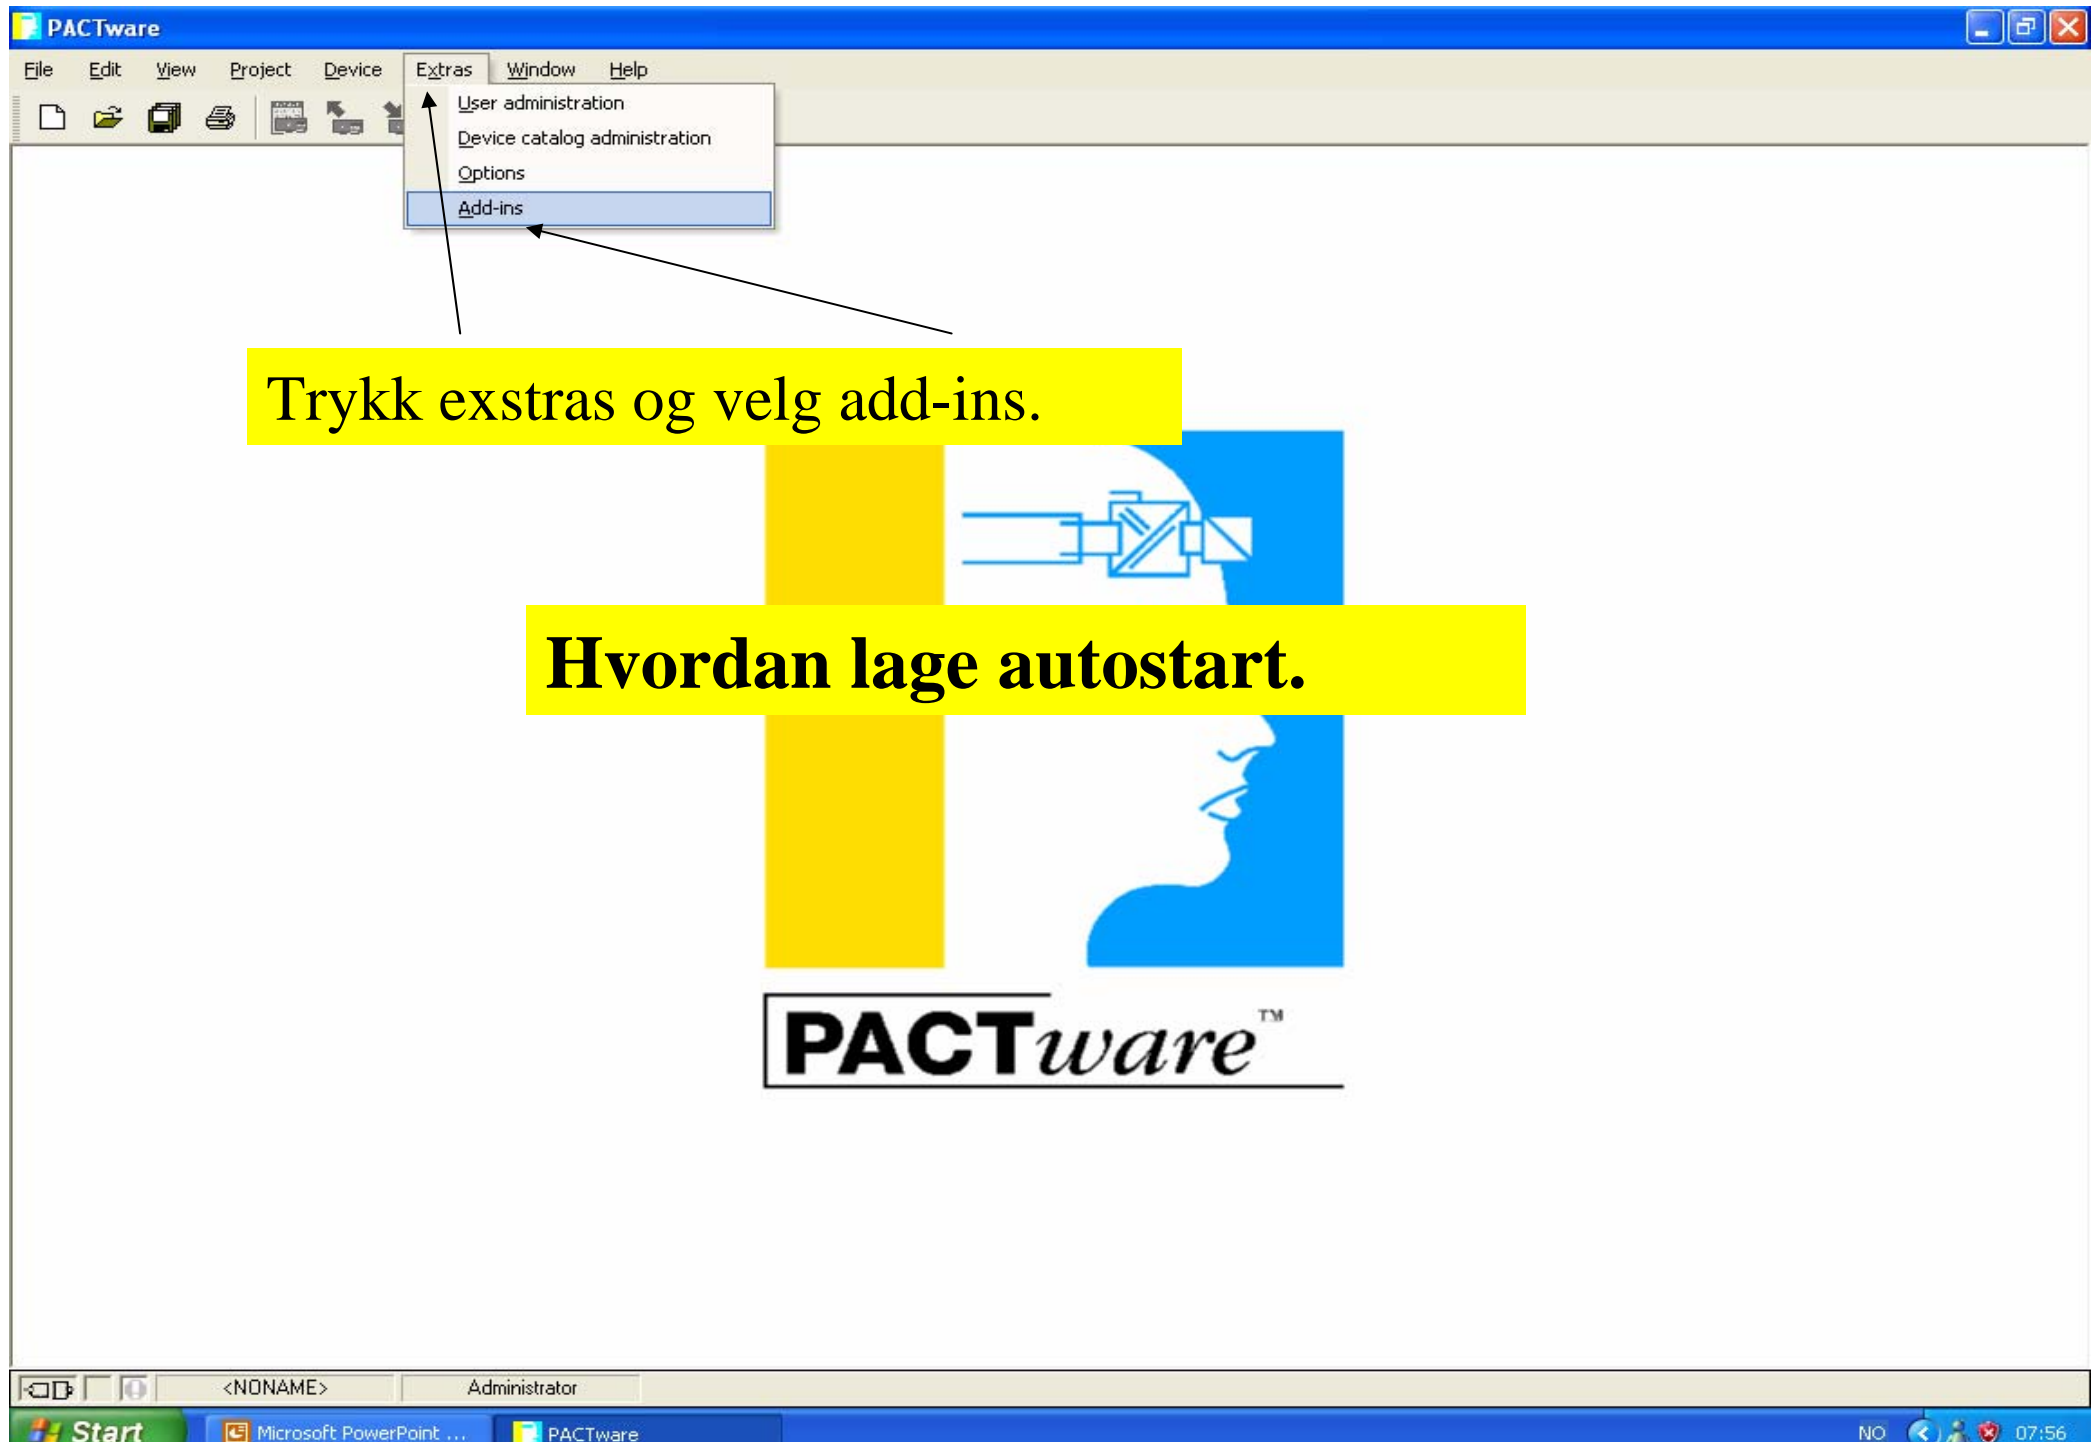 PACTware
File Edit View Project Device Extras Window Help
User administration
Device catalog administration
Options
Add-ins
Trykk exstras og velg add-ins.
Hvordan lage autostart.
PACTware™
<NONAME> Administrator
Start Microsoft PowerPoint ... PACTware NO 07:56